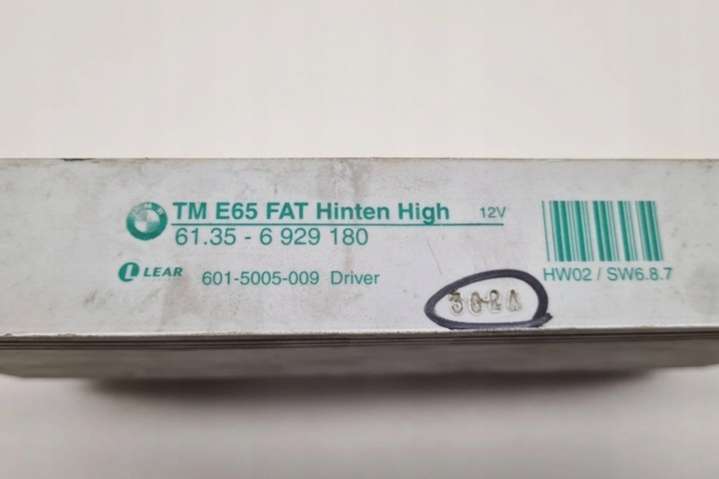 TM E65 FAT Hinten High 12V
61.35 - 6 929 180
LEAR 601-5005-009 Driver
HW02 / SW6.8.7